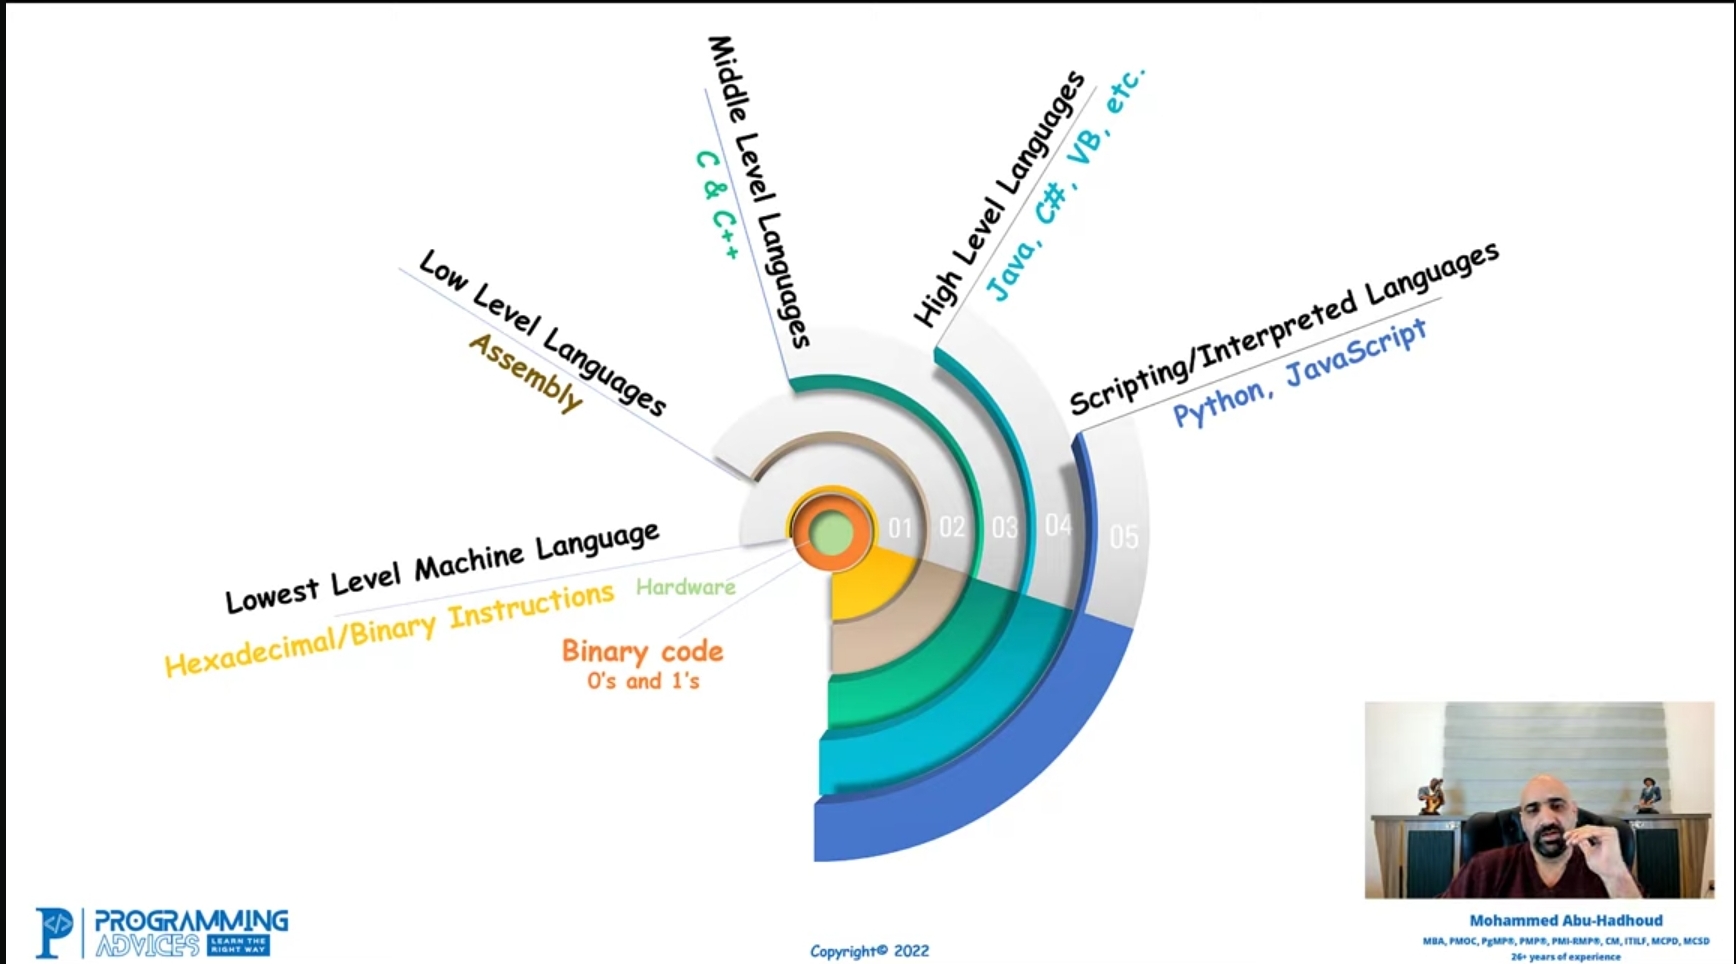 Middle Level Languages
C & C++
High Level Languages
Java, C#, VB, etc.
Low Level Languages
Assembly
Scripting/Interpreted Languages
Python, JavaScript
Lowest Level Machine Language
Hexadecimal/Binary Instructions
Hardware
Binary code
0's and 1's
01
02
03
04
05
PROGRAMMING
ADVICES
LEARN THE
RIGHT WAY
</>
Copyright© 2022
Mohammed Abu-Hadhoud
MBA, PMOC, PgMP®, PMP®, PMI-RMP®, CM, ITILF, MCPD, MCSD
26+ years of experience